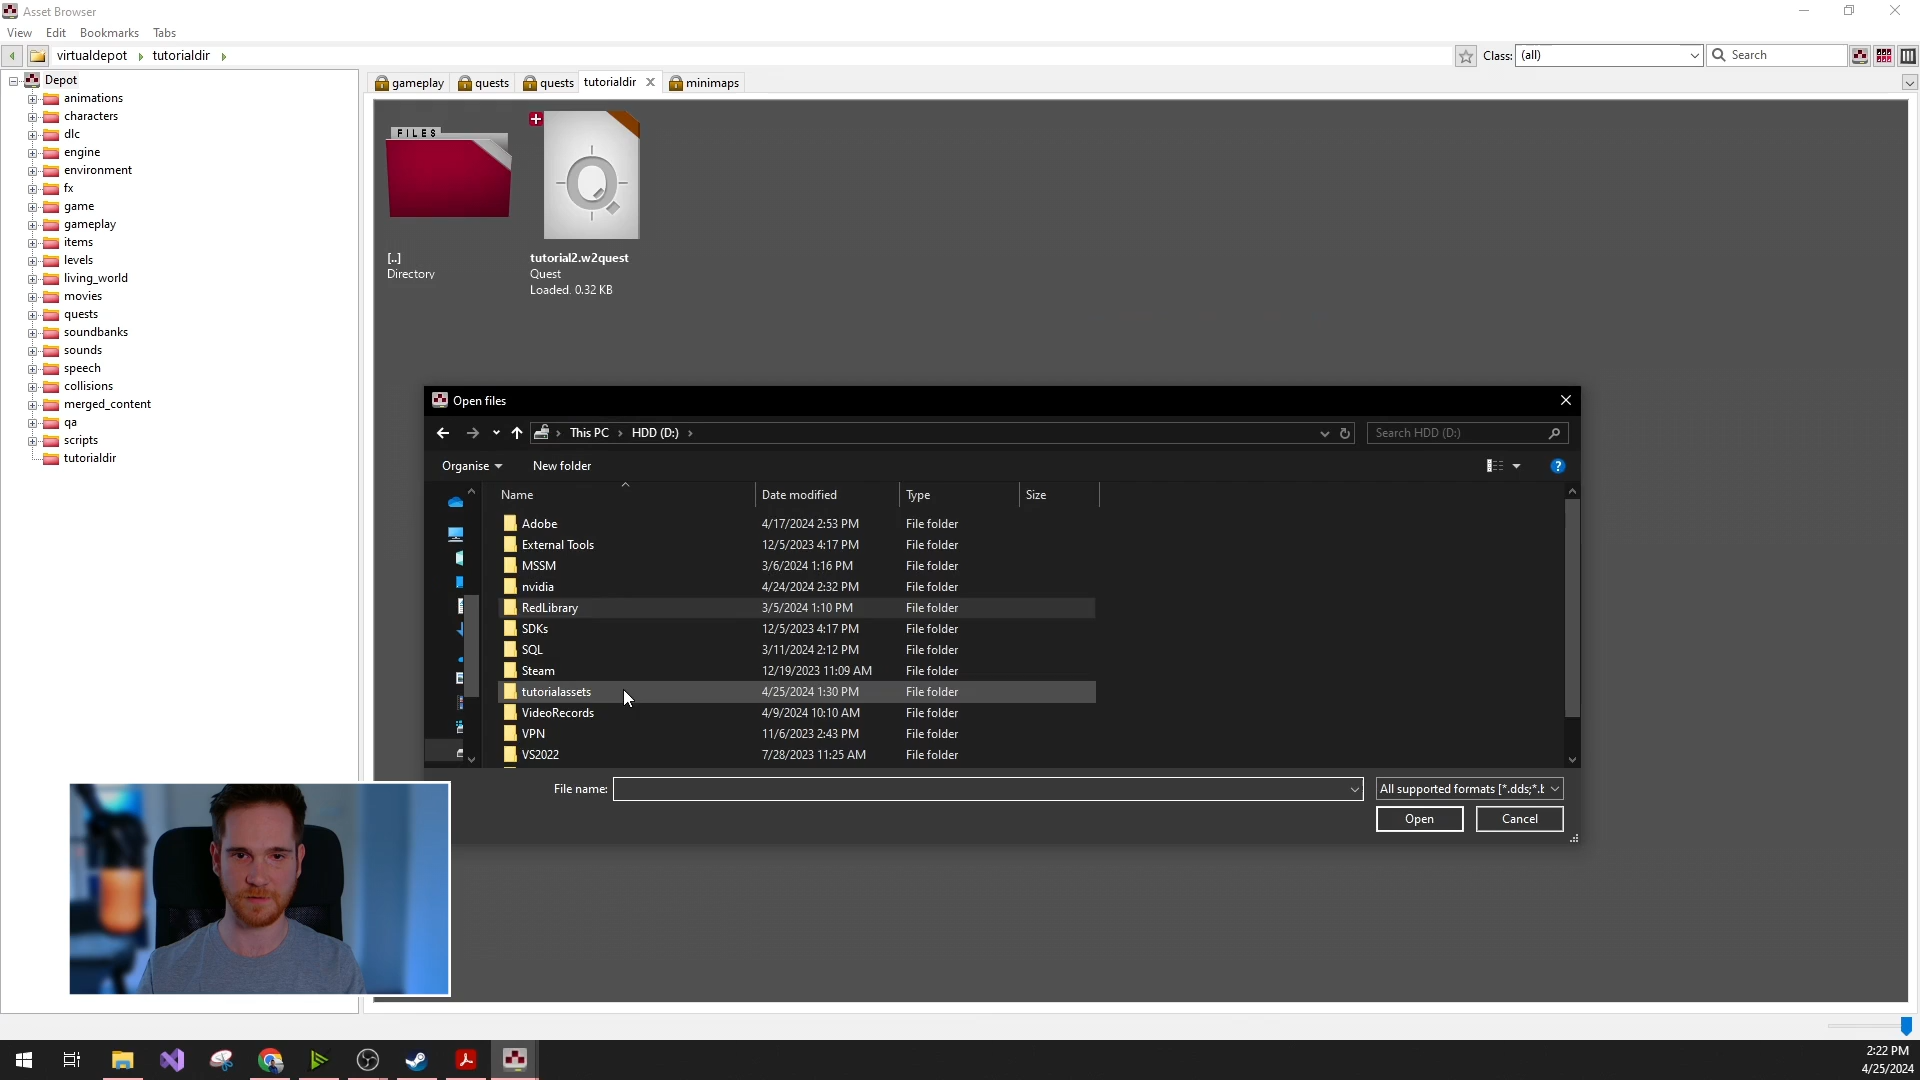 Asset Browser
View Edit Bookmarks Tabs
virtualdepot tutorialdir Class: (all) Search
Depot
animations
characters
dlc
engine
environment
fx
game
gameplay
items
levels
living_world
movies
quests
soundbanks
sounds
speech
collisions
merged_content
qa
scripts
tutorialdir
gameplay quests quests tutorialdir minimaps
FILES
[..]
Directory
Q
tutorial2.w2quest
Quest
Loaded. 0.32 KB
Open files
This PC HDD (D:) Search HDD (D:)
Organise New folder
Name Date modified Type Size
Adobe 4/17/2024 2:53 PM File folder
External Tools 12/5/2023 4:17 PM File folder
MSSM 3/6/2024 1:16 PM File folder
nvidia 4/24/2024 2:32 PM File folder
RedLibrary 3/5/2024 1:10 PM File folder
SDKs 12/5/2023 4:17 PM File folder
SQL 3/11/2024 2:12 PM File folder
Steam 12/19/2023 11:09 AM File folder
tutorialassets 4/25/2024 1:30 PM File folder
VideoRecords 4/9/2024 10:10 AM File folder
VPN 11/6/2023 2:43 PM File folder
VS2022 7/28/2023 11:25 AM File folder
File name: All supported formats [*.dds;*.b
Open Cancel
2:22 PM
4/25/2024